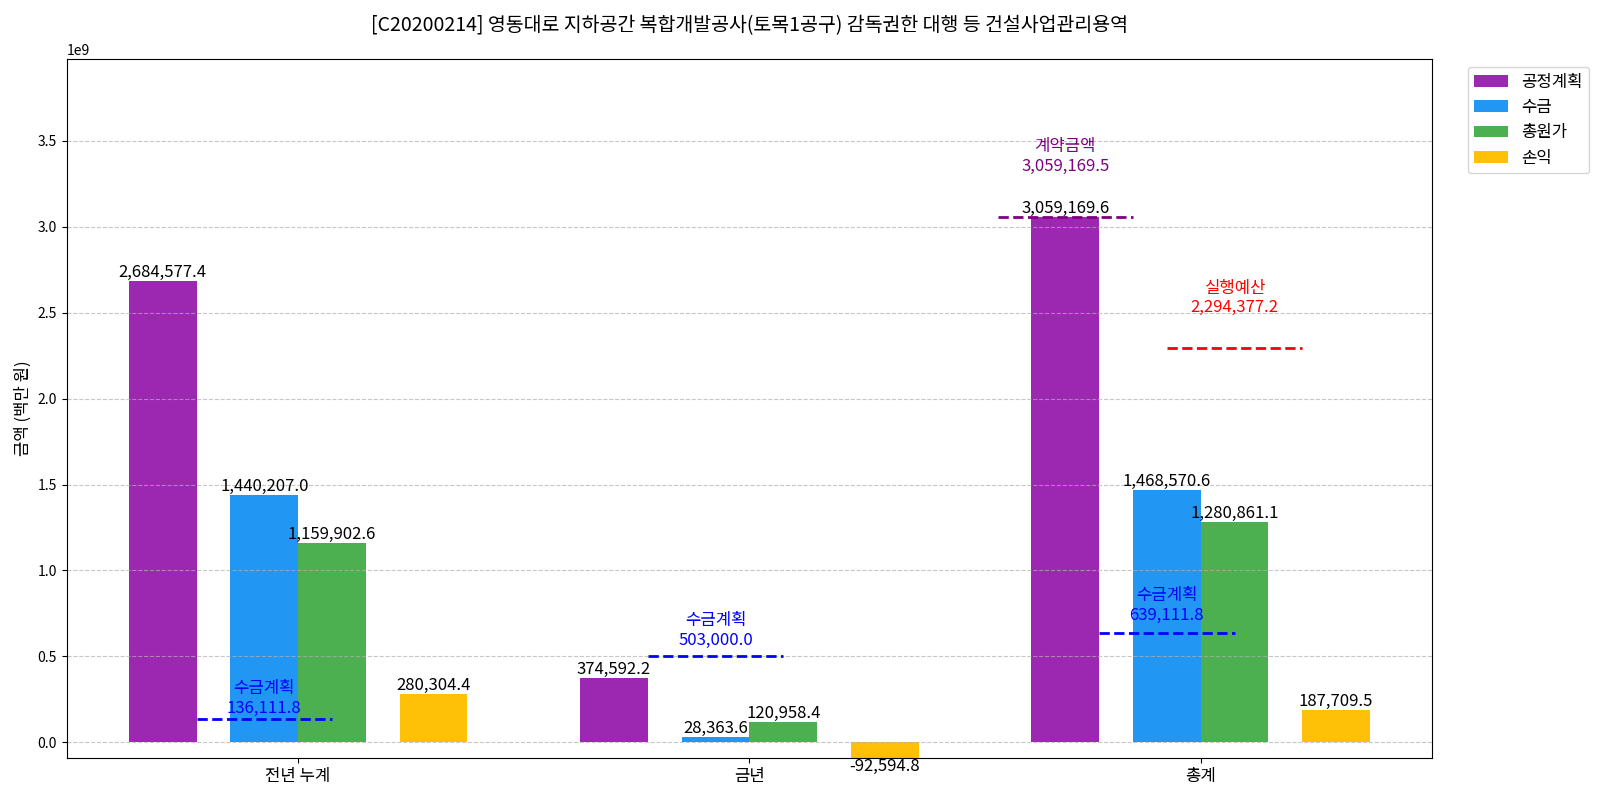 [C20200214] 영동대로 지하공간 복합개발공사(토목1공구) 감독권한 대행 등 건설사업관리용역
1e9
공정계획
수금
총원가
손익
금액 (백만 원)
3.5
3.0
2.5
2.0
1.5
1.0
0.5
0.0
계약금액
3,059,169.5
3,059,169.6
2,684,577.4
실행예산
2,294,377.2
1,440,207.0
1,159,902.6
1,468,570.6
1,280,861.1
수금계획
639,111.8
수금계획
503,000.0
374,592.2
수금계획
136,111.8
280,304.4
28,363.6
120,958.4
187,709.5
-92,594.8
전년 누계
금년
총계